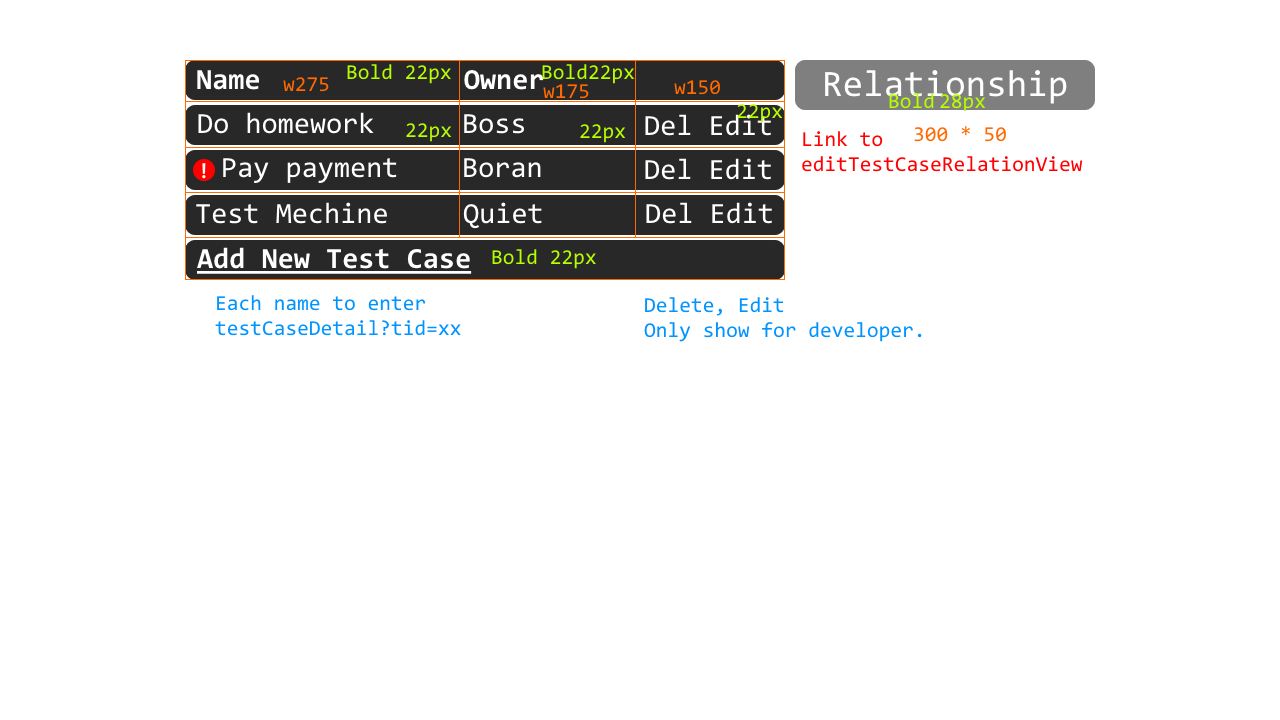 Name w275 Bold 22px Owner Bold22px w175 w150
Relationship
Bold 28px
Do homework 22px Boss 22px Del Edit 22px
300 * 50
Link to
editTestCaseRelationView
! Pay payment Boran Del Edit
Test Mechine Quiet Del Edit
Add New Test Case Bold 22px
Each name to enter
testCaseDetail?tid=xx
Delete, Edit
Only show for developer.